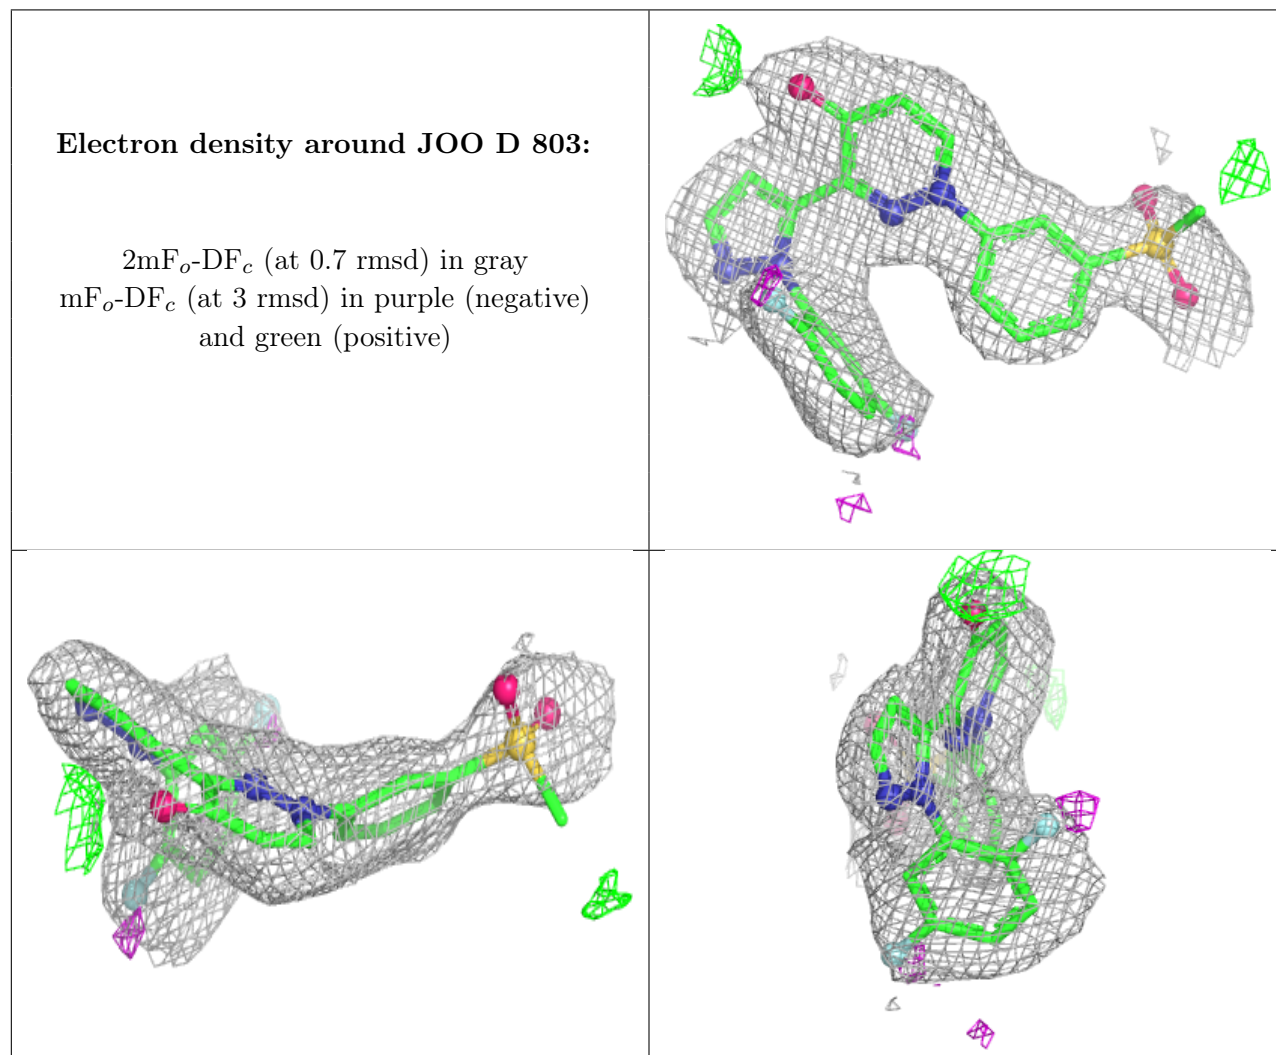 Electron density around JOO D 803:
2mFo-DFc (at 0.7 rmsd) in gray
mFo-DFc (at 3 rmsd) in purple (negative)
and green (positive)